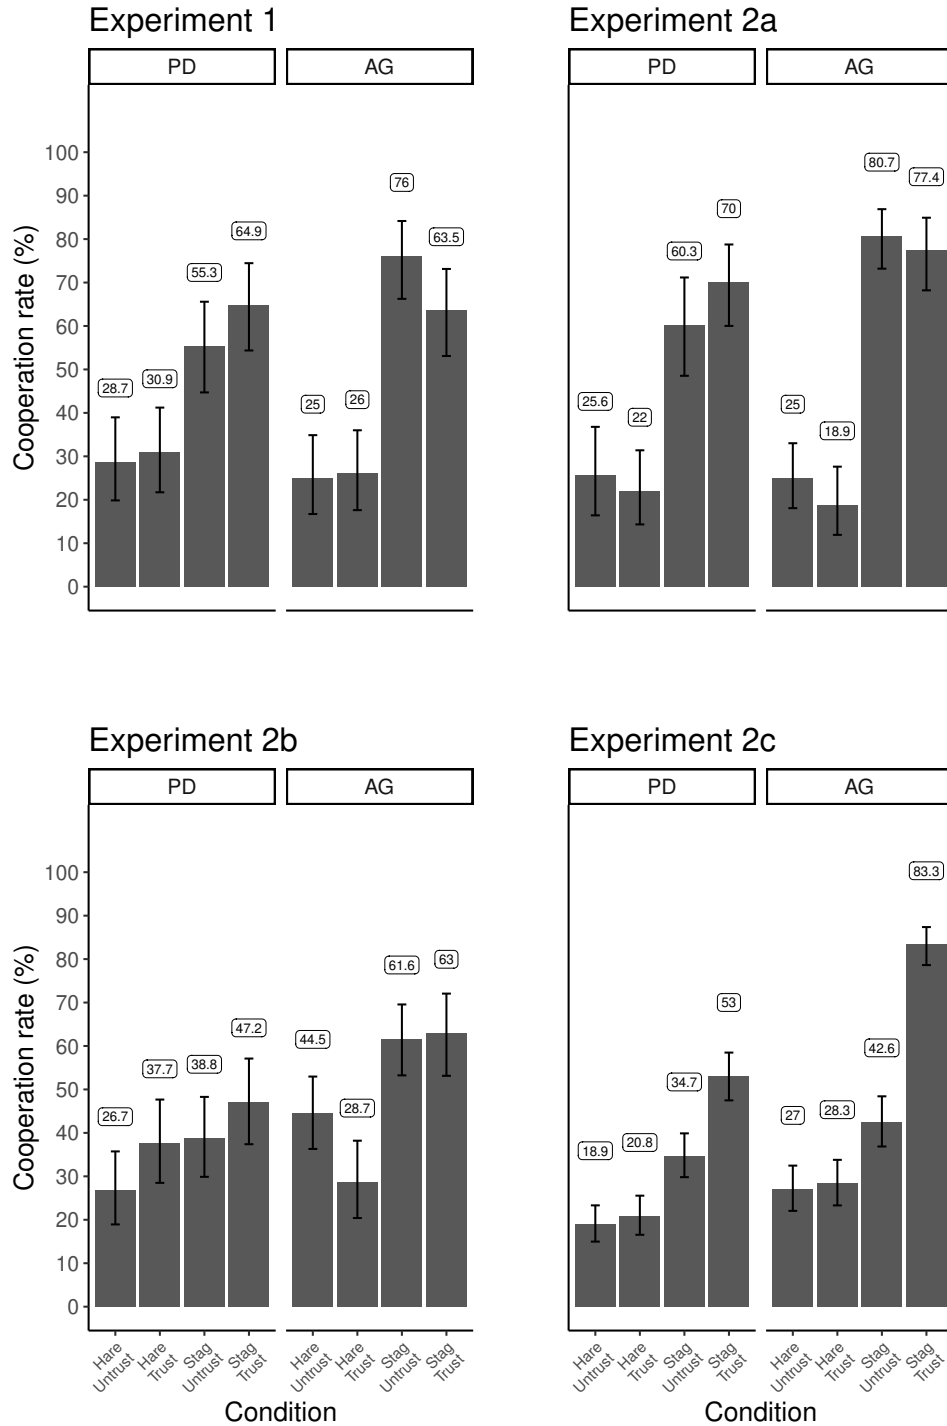 Experiment 1
PD
AG
Cooperation rate (%)
100
90
80
70
60
50
40
30
20
10
0
28.7
30.9
55.3
64.9
25
26
76
63.5
Experiment 2a
PD
AG
25.6
22
60.3
70
25
18.9
80.7
77.4
Experiment 2b
PD
AG
Cooperation rate (%)
100
90
80
70
60
50
40
30
20
10
0
26.7
37.7
38.8
47.2
44.5
28.7
61.6
63
Hare
Untrust
Hare
Trust
Stag
Untrust
Stag
Trust
Hare
Untrust
Hare
Trust
Stag
Untrust
Stag
Trust
Condition
Experiment 2c
PD
AG
18.9
20.8
34.7
53
27
28.3
42.6
83.3
Hare
Untrust
Hare
Trust
Stag
Untrust
Stag
Trust
Hare
Untrust
Hare
Trust
Stag
Untrust
Stag
Trust
Condition